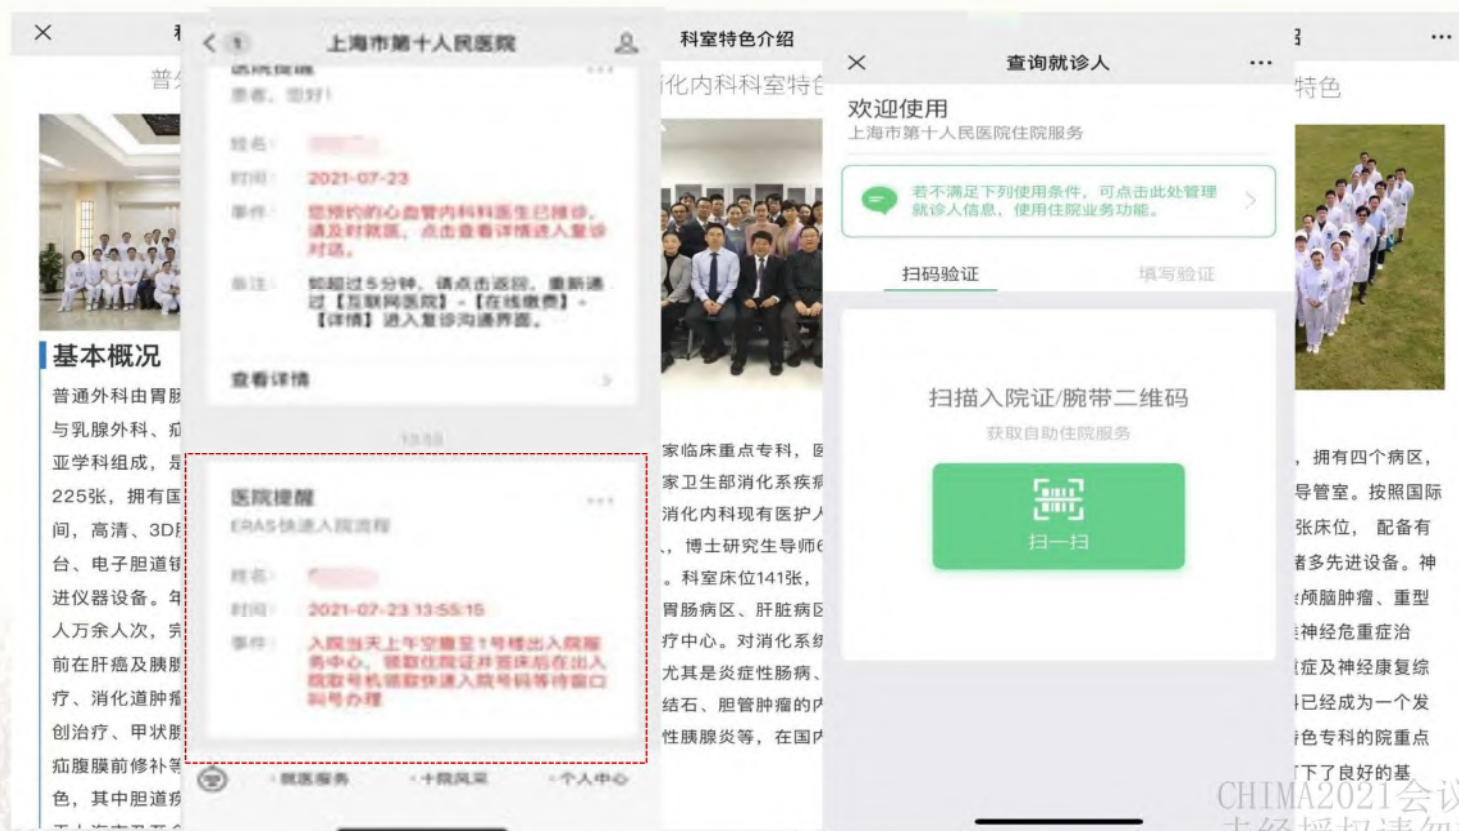 普外
基本概况
普通外科由胃肠
与乳腺外科、疝
亚学科组成，是
225张，拥有国
间，高清、3D腹
台、电子胆道镜
进仪器设备。年
人万余人次，完
前在肝癌及胰腺
疗、消化道肿瘤
创治疗、甲状腺
疝腹膜前修补等
色，其中胆道疾
1
上海市第十人民医院
医院提醒
患者，您好！
姓名：
时间：
2021-07-23
事件：
您预约的心血管内科科医生已接诊，
请及时就医，点击查看详情进入复诊
对话。
备注：
如超过5分钟，请点击返回，重新通
过【互联网医院】-【在线缴费】-
【详情】进入复诊沟通界面。
查看详情
医院提醒
ERAS快速入院流程
姓名：
时间：
2021-07-23 13:55:15
事件：
入院当天上午空腹至1号楼出入院服
务中心，领取住院证并签床后在出入
院取号机领取快速入院号码等待窗口
叫号办理
就医服务
十院风采
个人中心
科室特色介绍
消化内科科室特色
家临床重点专科，医
家卫生部消化系疾病
消化内科现有医护人
，博士研究生导师6
。科室床位141张，
胃肠病区、肝脏病区
疗中心。对消化系统
尤其是炎症性肠病、
结石、胆管肿瘤的内
性胰腺炎等，在国内
查询就诊人
欢迎使用
上海市第十人民医院住院服务
若不满足下列使用条件，可点击此处管理
就诊人信息，使用住院业务功能。
扫码验证
填写验证
扫描入院证/腕带二维码
获取自助住院服务
扫一扫
特色
，拥有四个病区，
导管室。按照国际
张床位， 配备有
诸多先进设备。神
杂颅脑肿瘤、重型
类神经危重症治
重症及神经康复综
科已经成为一个发
特色专科的院重点
打下了良好的基
CHIMA2021会议